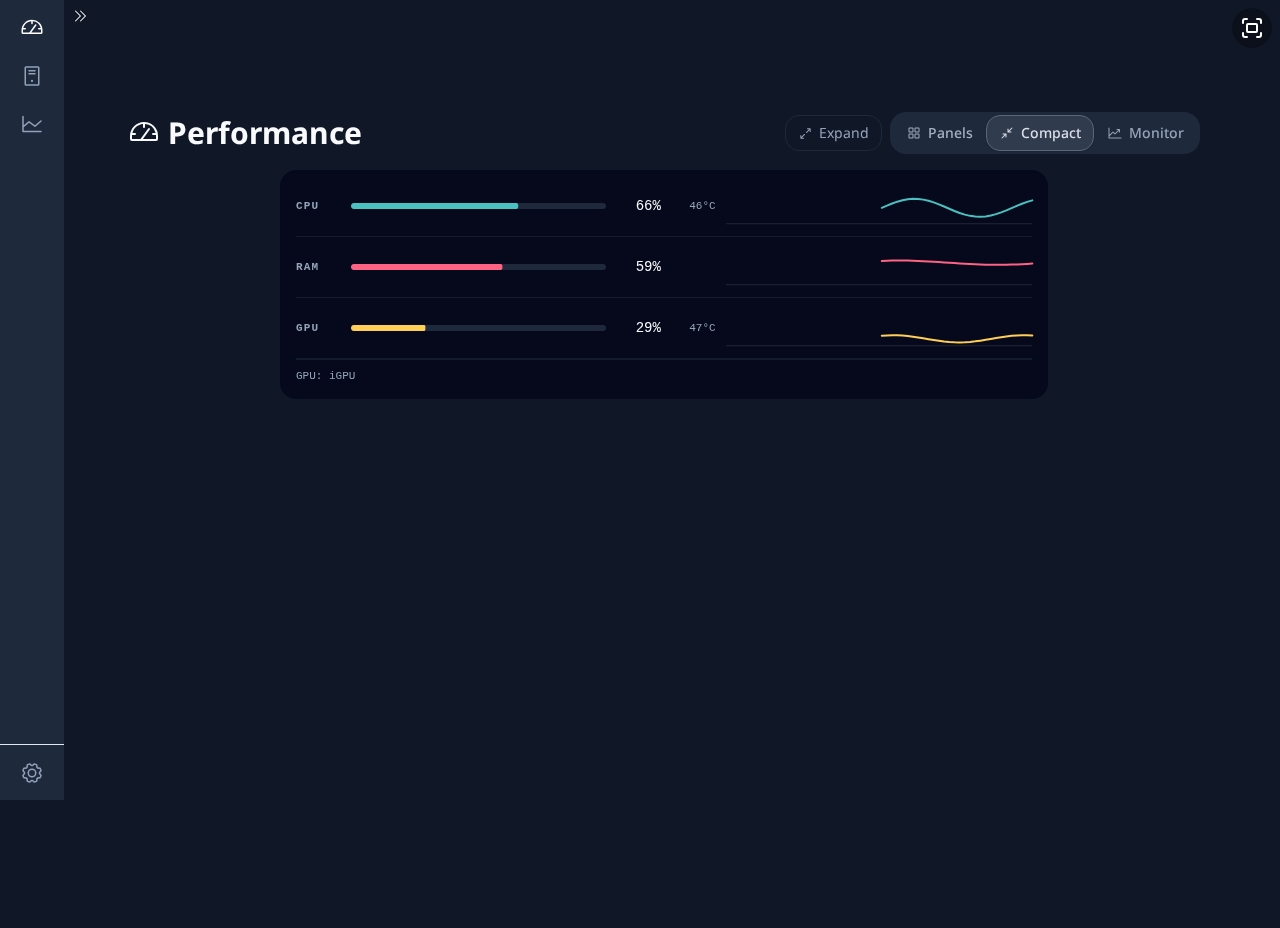 Performance
Expand
Panels
Compact
Monitor
CPU 66% 46°C
RAM 59%
GPU 29% 47°C
GPU: iGPU